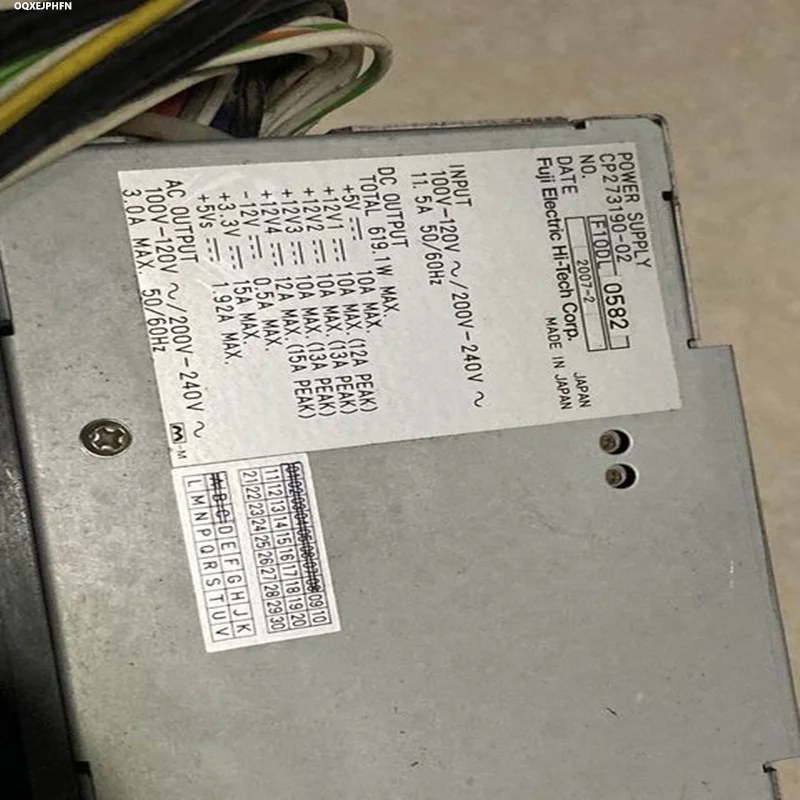 OQXEJPHFN
POWER SUPPLY
CP273190-02
NO. F10DL 0582
DATE 2007-2 JAPAN
Fuji Electric Hi-Tech Corp. MADE IN JAPAN
INPUT
100V-120V ∿/200V-240V ∿
11.5A 50/60Hz
DC OUTPUT
TOTAL 619.1W MAX.
+5V ⎓ 10A MAX. (12A PEAK)
+12V1 ⎓ 10A MAX. (13A PEAK)
+12V2 ⎓ 10A MAX. (13A PEAK)
+12V3 ⎓ 10A MAX. (13A PEAK)
+12V4 ⎓ 12A MAX. (15A PEAK)
-12V ⎓ 0.5A MAX.
+3.3V ⎓ 15A MAX.
+5Vs ⎓ 1.92A MAX.
AC OUTPUT
100V-120V ∿/200V-240V ∿
3.0A MAX. 50/60Hz
M-M
01 02 03 04 05 06 07 08 09 10
11 12 13 14 15 16 17 18 19 20
21 22 23 24 25 26 27 28 29 30
A B C D E F G H J K
L M N P Q R S T U V